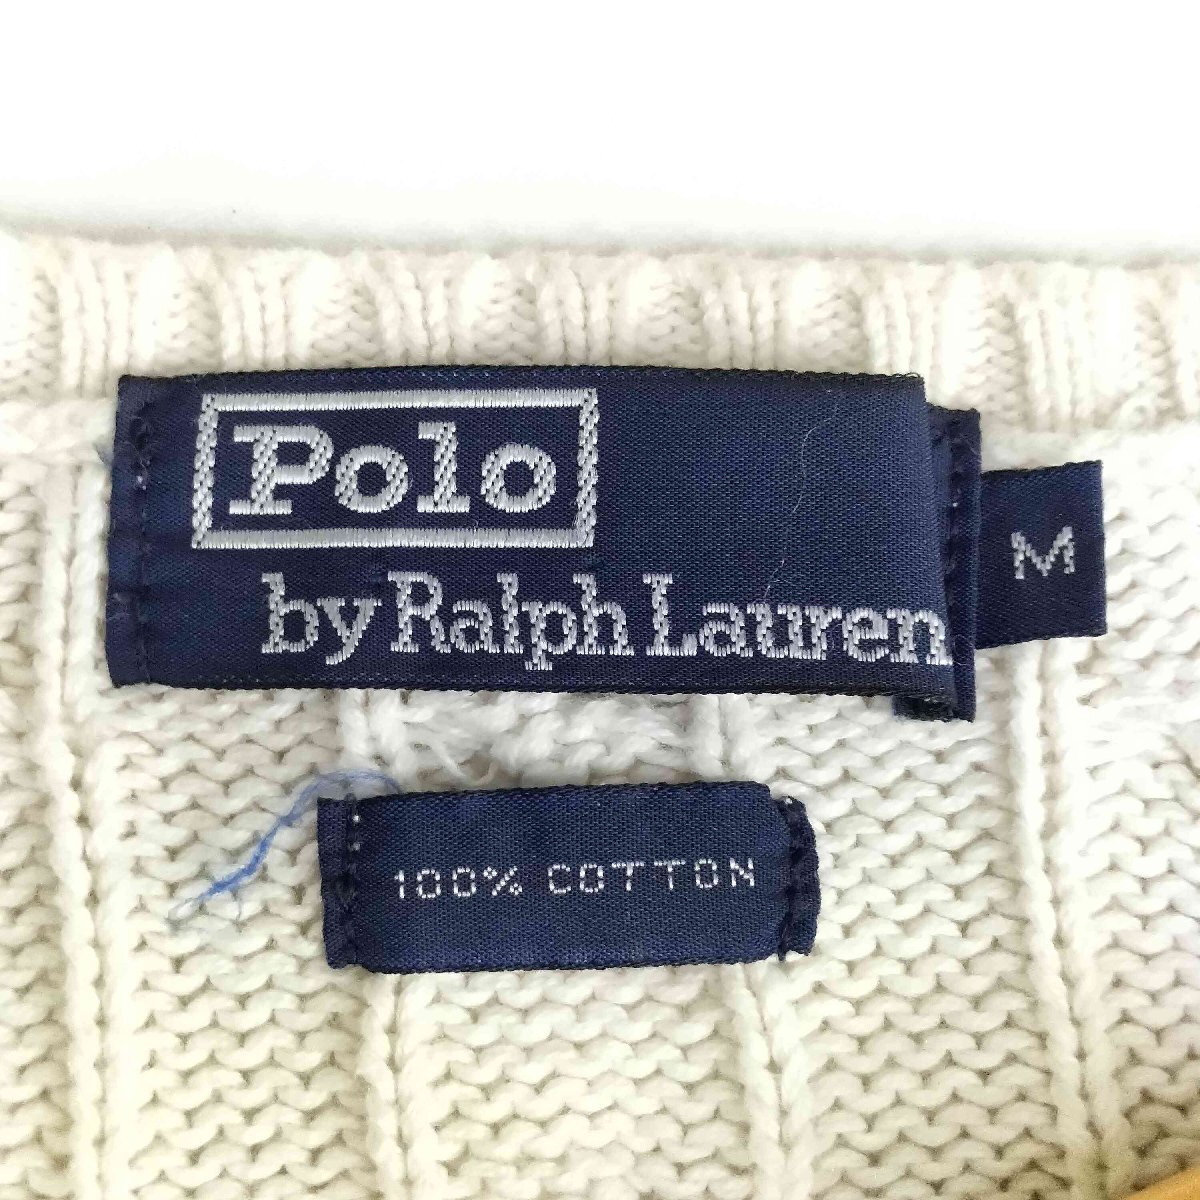 Polo
by Ralph Lauren
M
100% COTTON